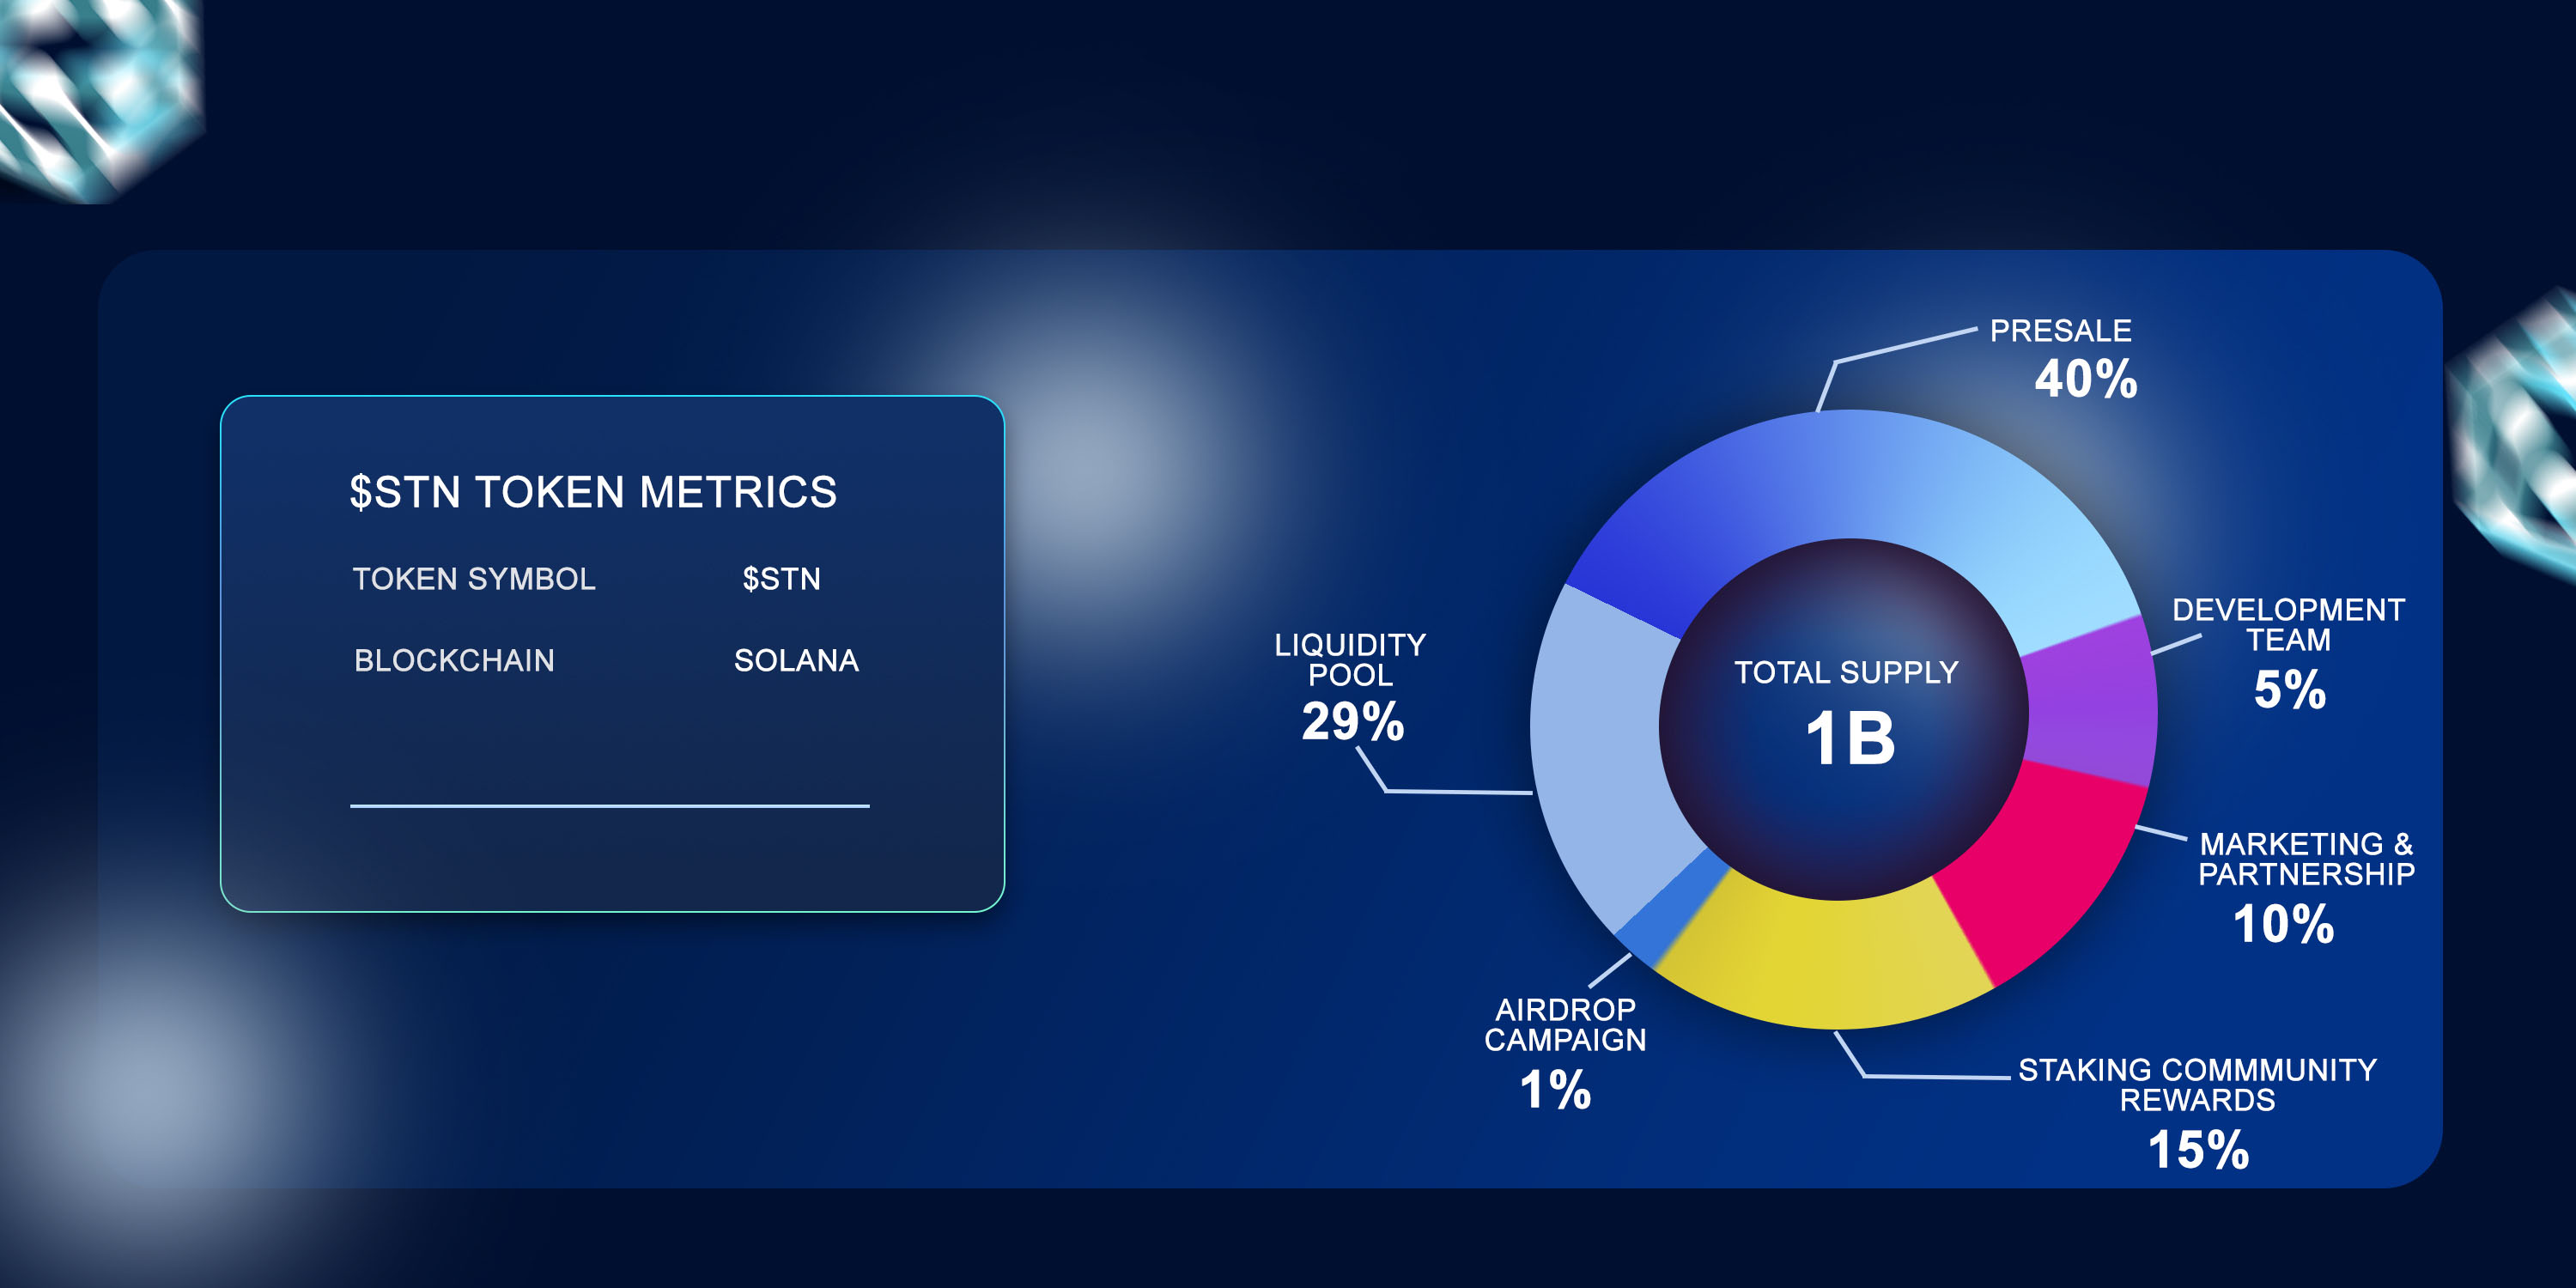 $STN TOKEN METRICS
TOKEN SYMBOL $STN
BLOCKCHAIN SOLANA
PRESALE
40%
DEVELOPMENT
TEAM
5%
LIQUIDITY
POOL
29%
TOTAL SUPPLY
1B
MARKETING &
PARTNERSHIP
10%
AIRDROP
CAMPAIGN
1%
STAKING COMMMUNITY
REWARDS
15%